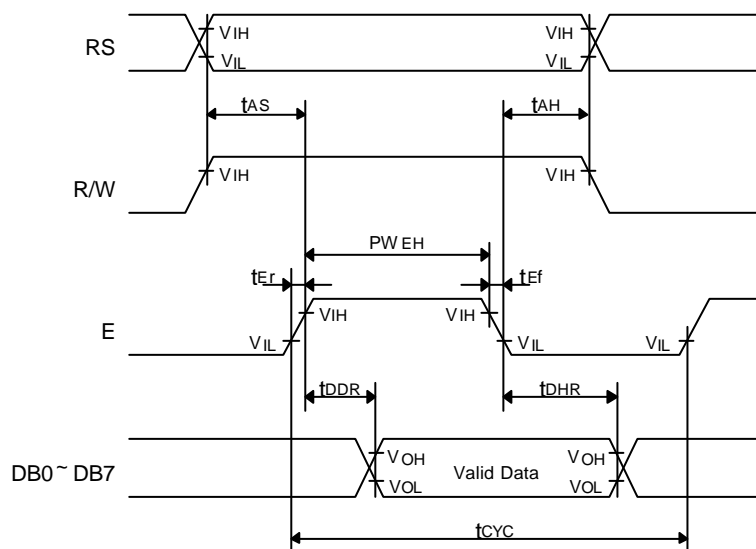 RS
VIH
VIH
VIL
VIL
tAS
tAH
R/W
VIH
VIH
PWEH
tEr
tEf
E
VIH
VIH
VIL
VIL
VIL
tDDR
tDHR
DB0~DB7
VOH
VOH
Valid Data
VOL
VOL
tCYC